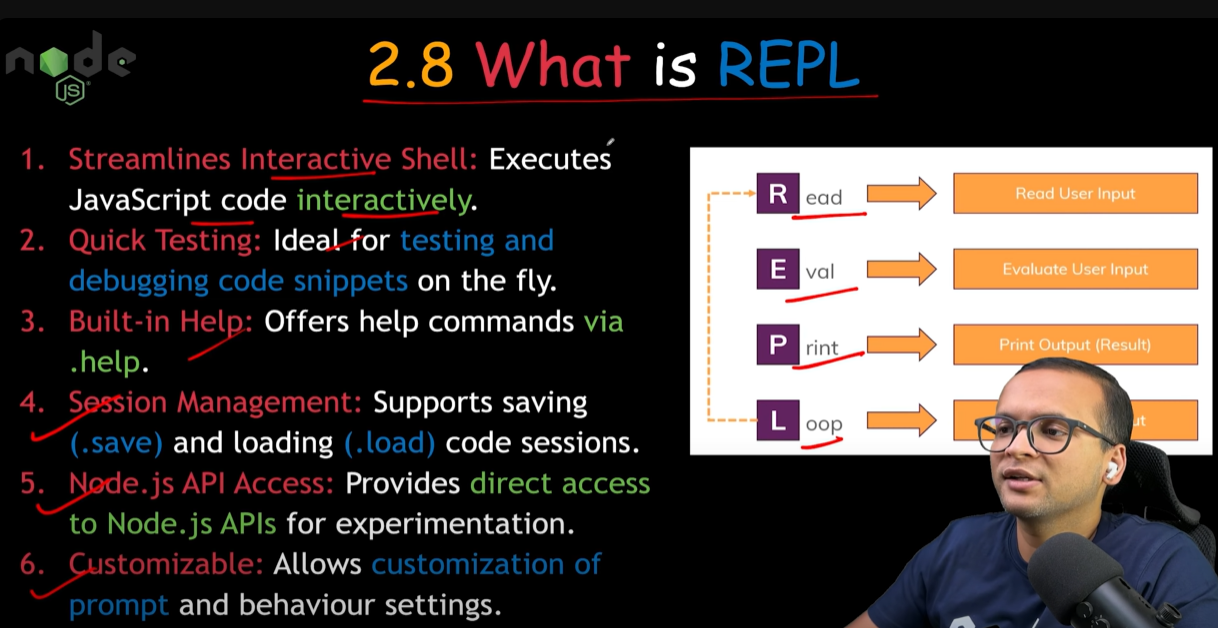 node
JS
2.8 What is REPL
1. Streamlines Interactive Shell: Executes
JavaScript code interactively.
2. Quick Testing: Ideal for testing and
debugging code snippets on the fly.
3. Built-in Help: Offers help commands via
.help.
4. Session Management: Supports saving
(.save) and loading (.load) code sessions.
5. Node.js API Access: Provides direct access
to Node.js APIs for experimentation.
6. Customizable: Allows customization of
prompt and behaviour settings.
R ead Read User Input
E val Evaluate User Input
P rint Print Output (Result)
L oop